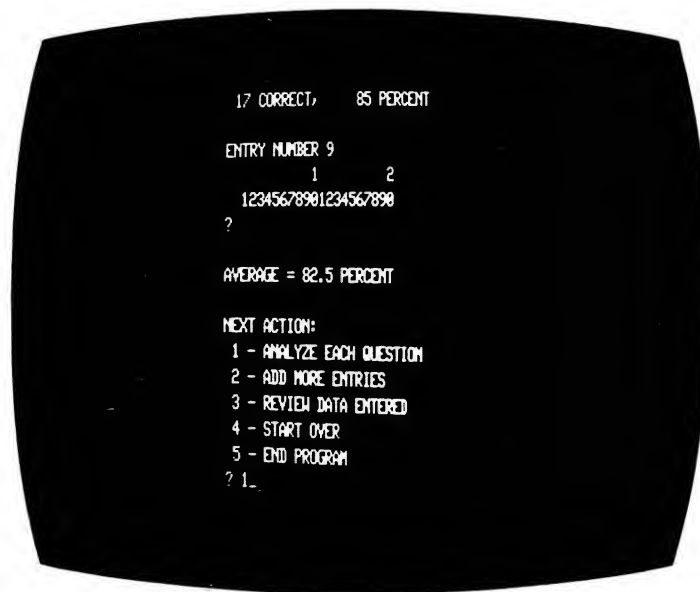 17 CORRECT,     85 PERCENT
ENTRY NUMBER 9
1         2
12345678901234567890
?
AVERAGE = 82.5 PERCENT
NEXT ACTION:
1 - ANALYZE EACH QUESTION
2 - ADD MORE ENTRIES
3 - REVIEW DATA ENTERED
4 - START OVER
5 - END PROGRAM
? 1_